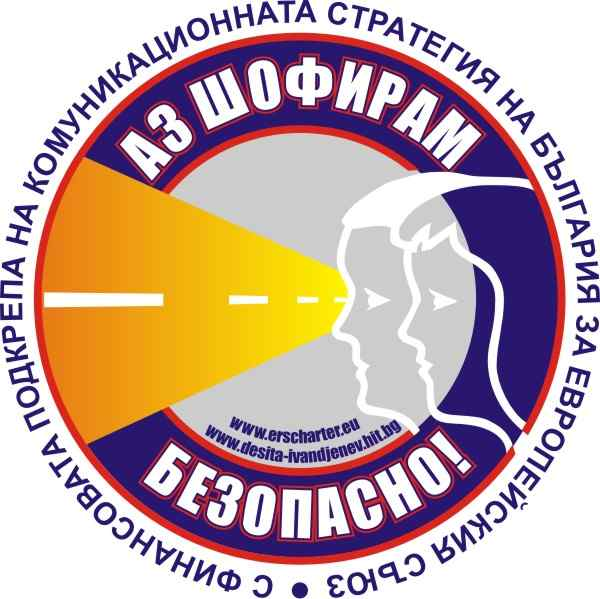 С ФИНАНСОВАТА ПОДКРЕПА НА КОМУНИКАЦИОННАТА СТРАТЕГИЯ НА БЪЛГАРИЯ ЗА ЕВРОПЕЙСКИЯ СЪЮЗ •
АЗ ШОФИРАМ
www.erscharter.eu
www.desita-ivandjenev.hit.bg
БЕЗОПАСНО!